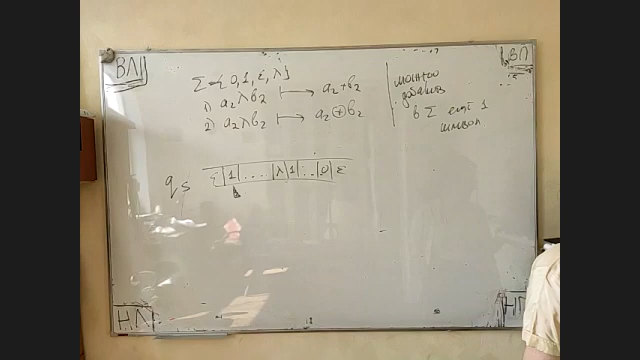 ВЛ
Σ = {0, 1, ε, λ}
1) a₂λb₂ ⟼ a₂+b₂
2) a₂λb₂ ⟼ a₂⊕b₂
можно
добавить
в Σ ещё 1
символ
ВП
qₛ ε|1|...|λ|1|...|0|ε
НЛ
НП